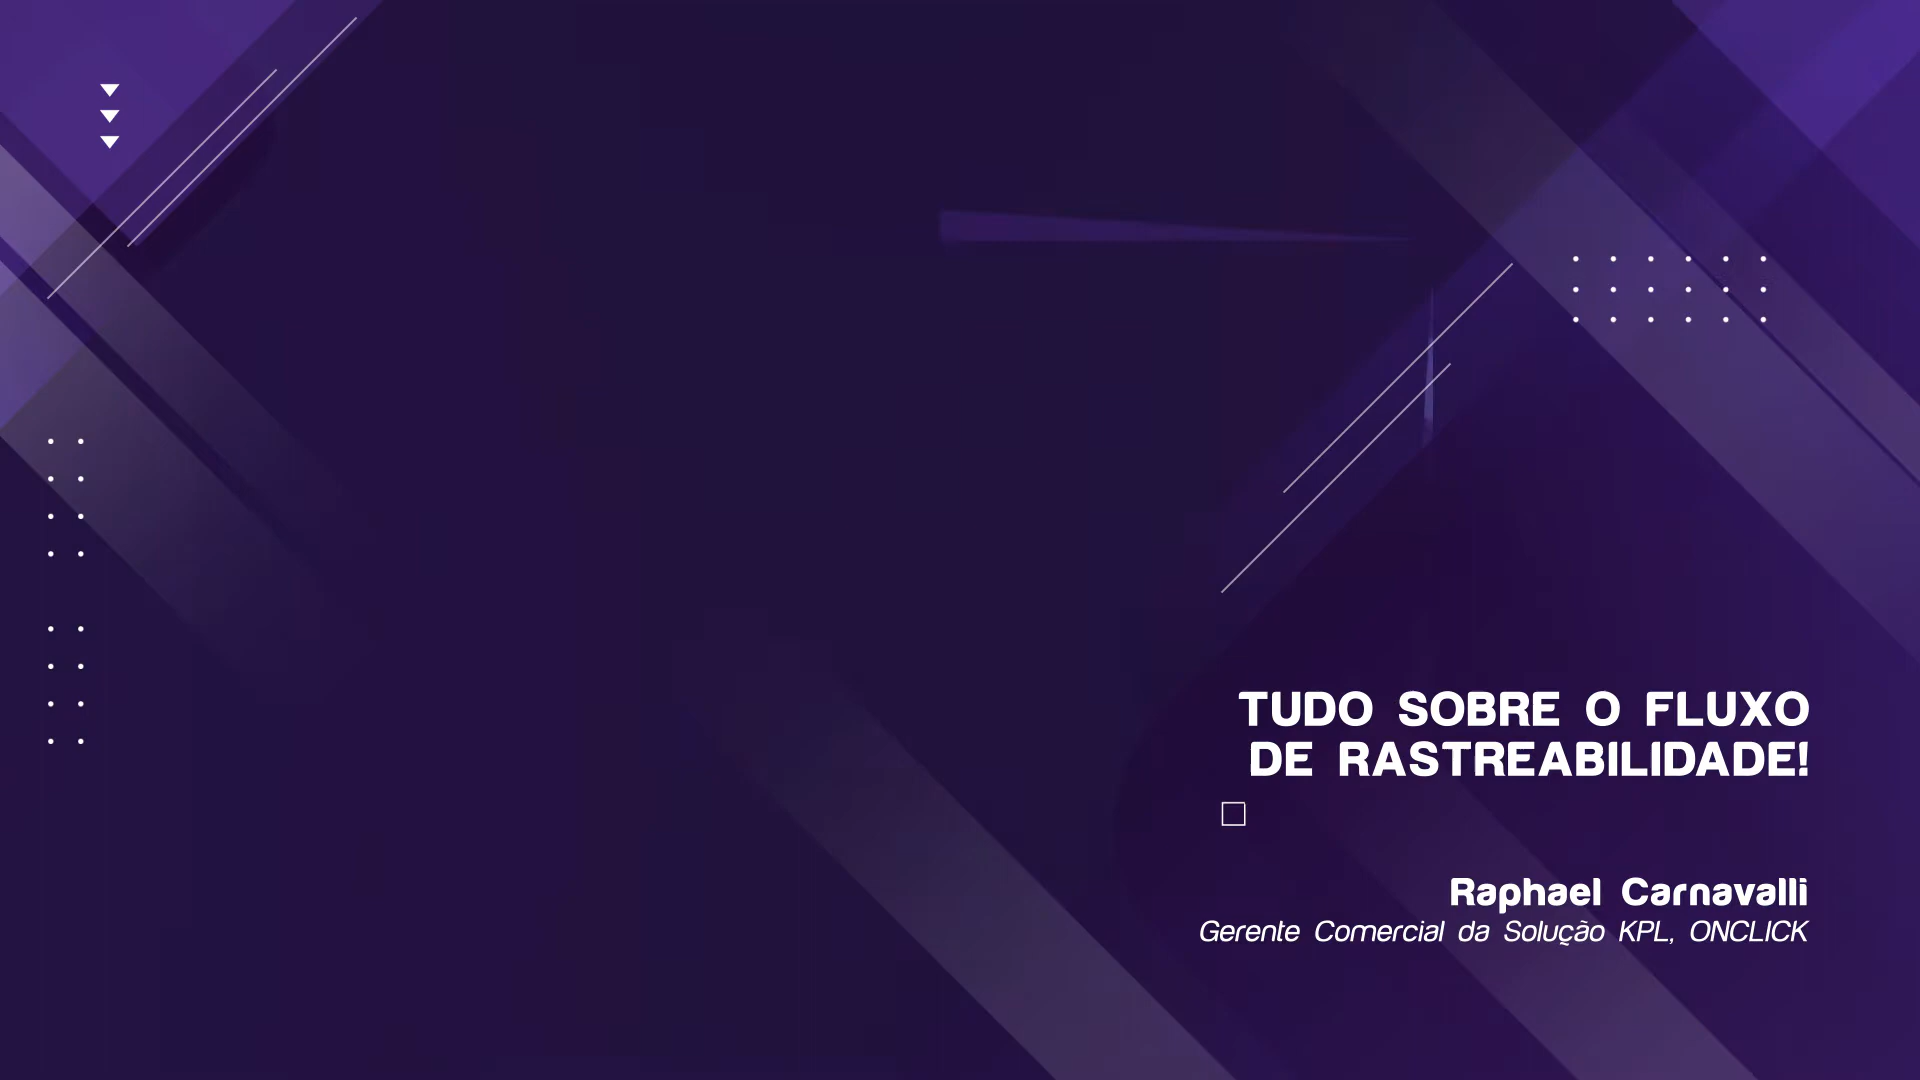 TUDO SOBRE O FLUXO
DE RASTREABILIDADE!
Raphael Carnavalli
Gerente Comercial da Solução KPL, ONCLICK